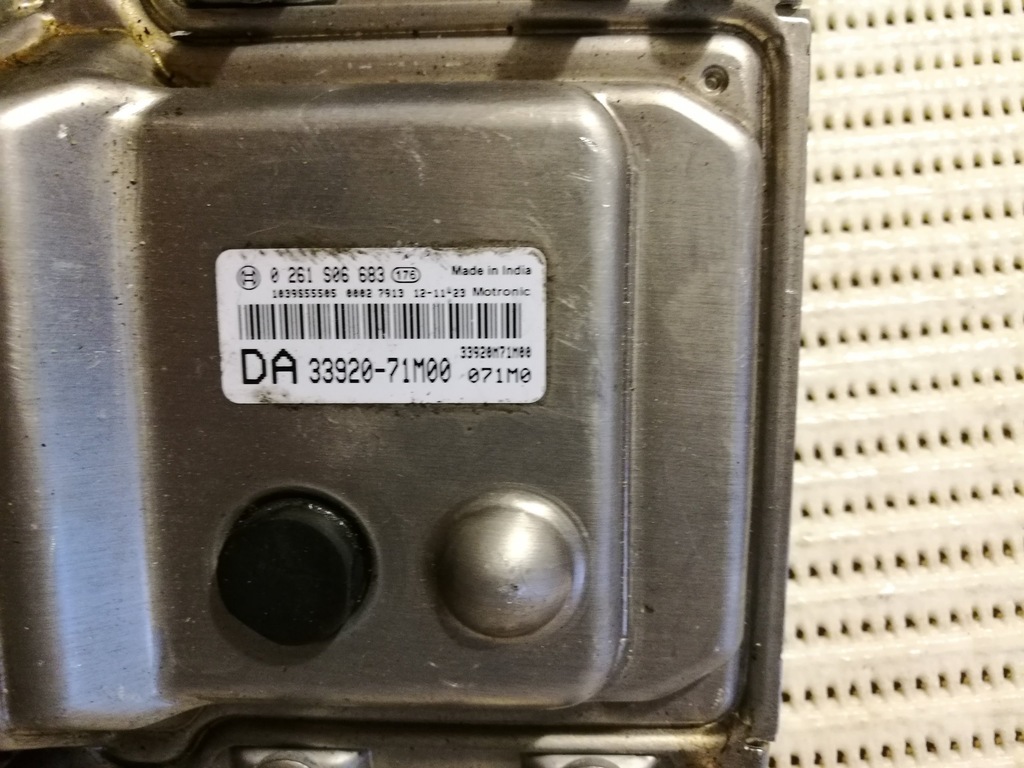 0 261 S06 683 176 Made in India
1039S55505 0002 7913 12-11-23 Motronic
33920M71M00
DA 33920-71M00 071M0